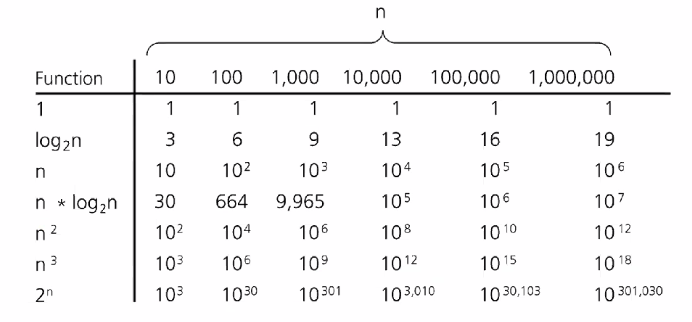 n
Function 10 100 1,000 10,000 100,000 1,000,000
1 1 1 1 1 1 1
log₂n 3 6 9 13 16 19
n 10 10² 10³ 10⁴ 10⁵ 10⁶
n * log₂n 30 664 9,965 10⁵ 10⁶ 10⁷
n² 10² 10⁴ 10⁶ 10⁸ 10¹⁰ 10¹²
n³ 10³ 10⁶ 10⁹ 10¹² 10¹⁵ 10¹⁸
2ⁿ 10³ 10³⁰ 10³⁰¹ 10³,⁰¹⁰ 10³⁰,¹⁰³ 10³⁰¹,⁰³⁰